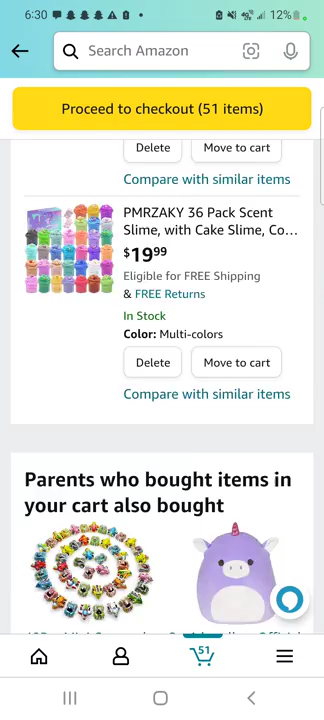 6:30
12%
Search Amazon
Proceed to checkout (51 items)
Delete
Move to cart
Compare with similar items
PMRZAKY 36 Pack Scent
Slime, with Cake Slime, Co...
$19 99
Eligible for FREE Shipping
& FREE Returns
In Stock
Color: Multi-colors
Delete
Move to cart
Compare with similar items
Parents who bought items in
your cart also bought
51